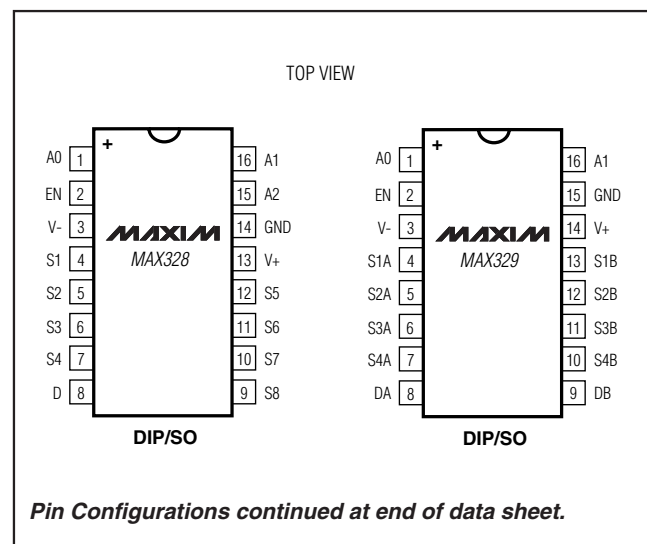 TOP VIEW
+
A0 1 16 A1
EN 2 15 A2
V- 3 14 GND
S1 4 13 V+
S2 5 12 S5
S3 6 11 S6
S4 7 10 S7
D 8 9 S8
MAXIM
MAX328
DIP/SO
+
A0 1 16 A1
EN 2 15 GND
V- 3 14 V+
S1A 4 13 S1B
S2A 5 12 S2B
S3A 6 11 S3B
S4A 7 10 S4B
DA 8 9 DB
MAXIM
MAX329
DIP/SO
Pin Configurations continued at end of data sheet.